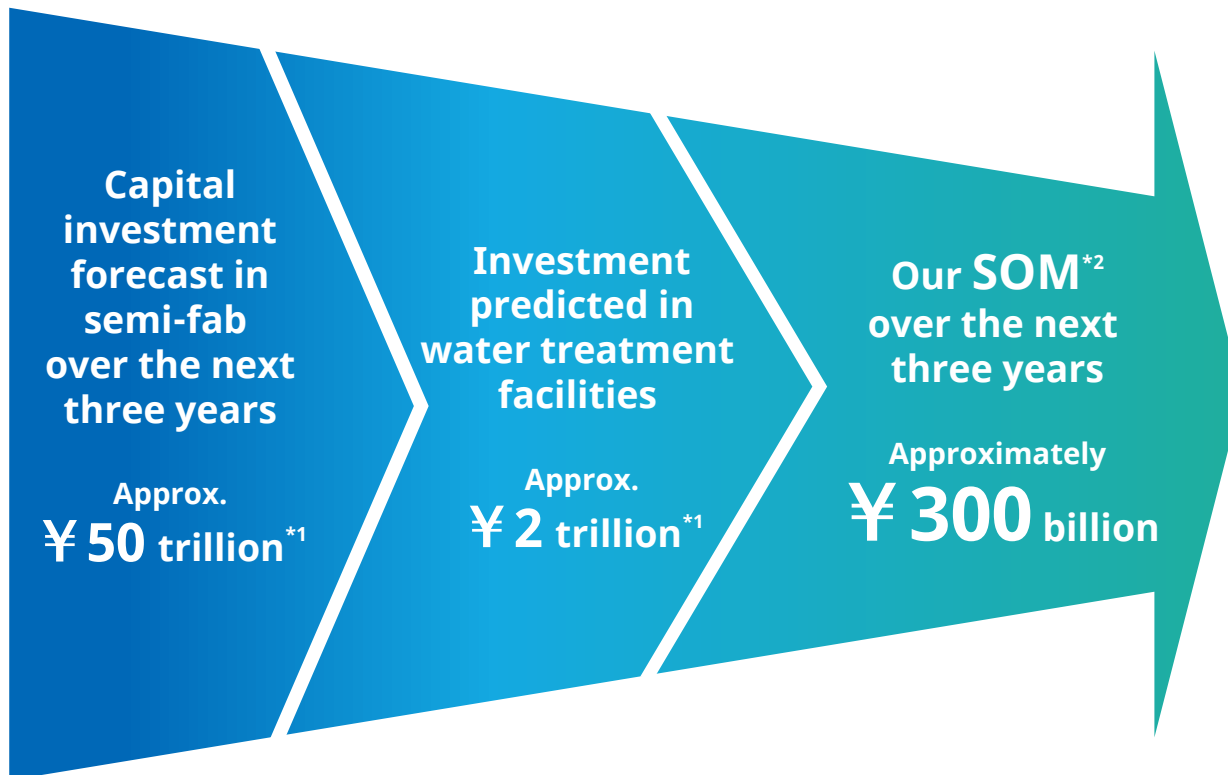 Capital
investment
forecast in
semi-fab
over the next
three years
Approx.
¥50 trillion*1
Investment
predicted in
water treatment
facilities
Approx.
¥2 trillion*1
Our SOM*2
over the next
three years
Approximately
¥300 billion